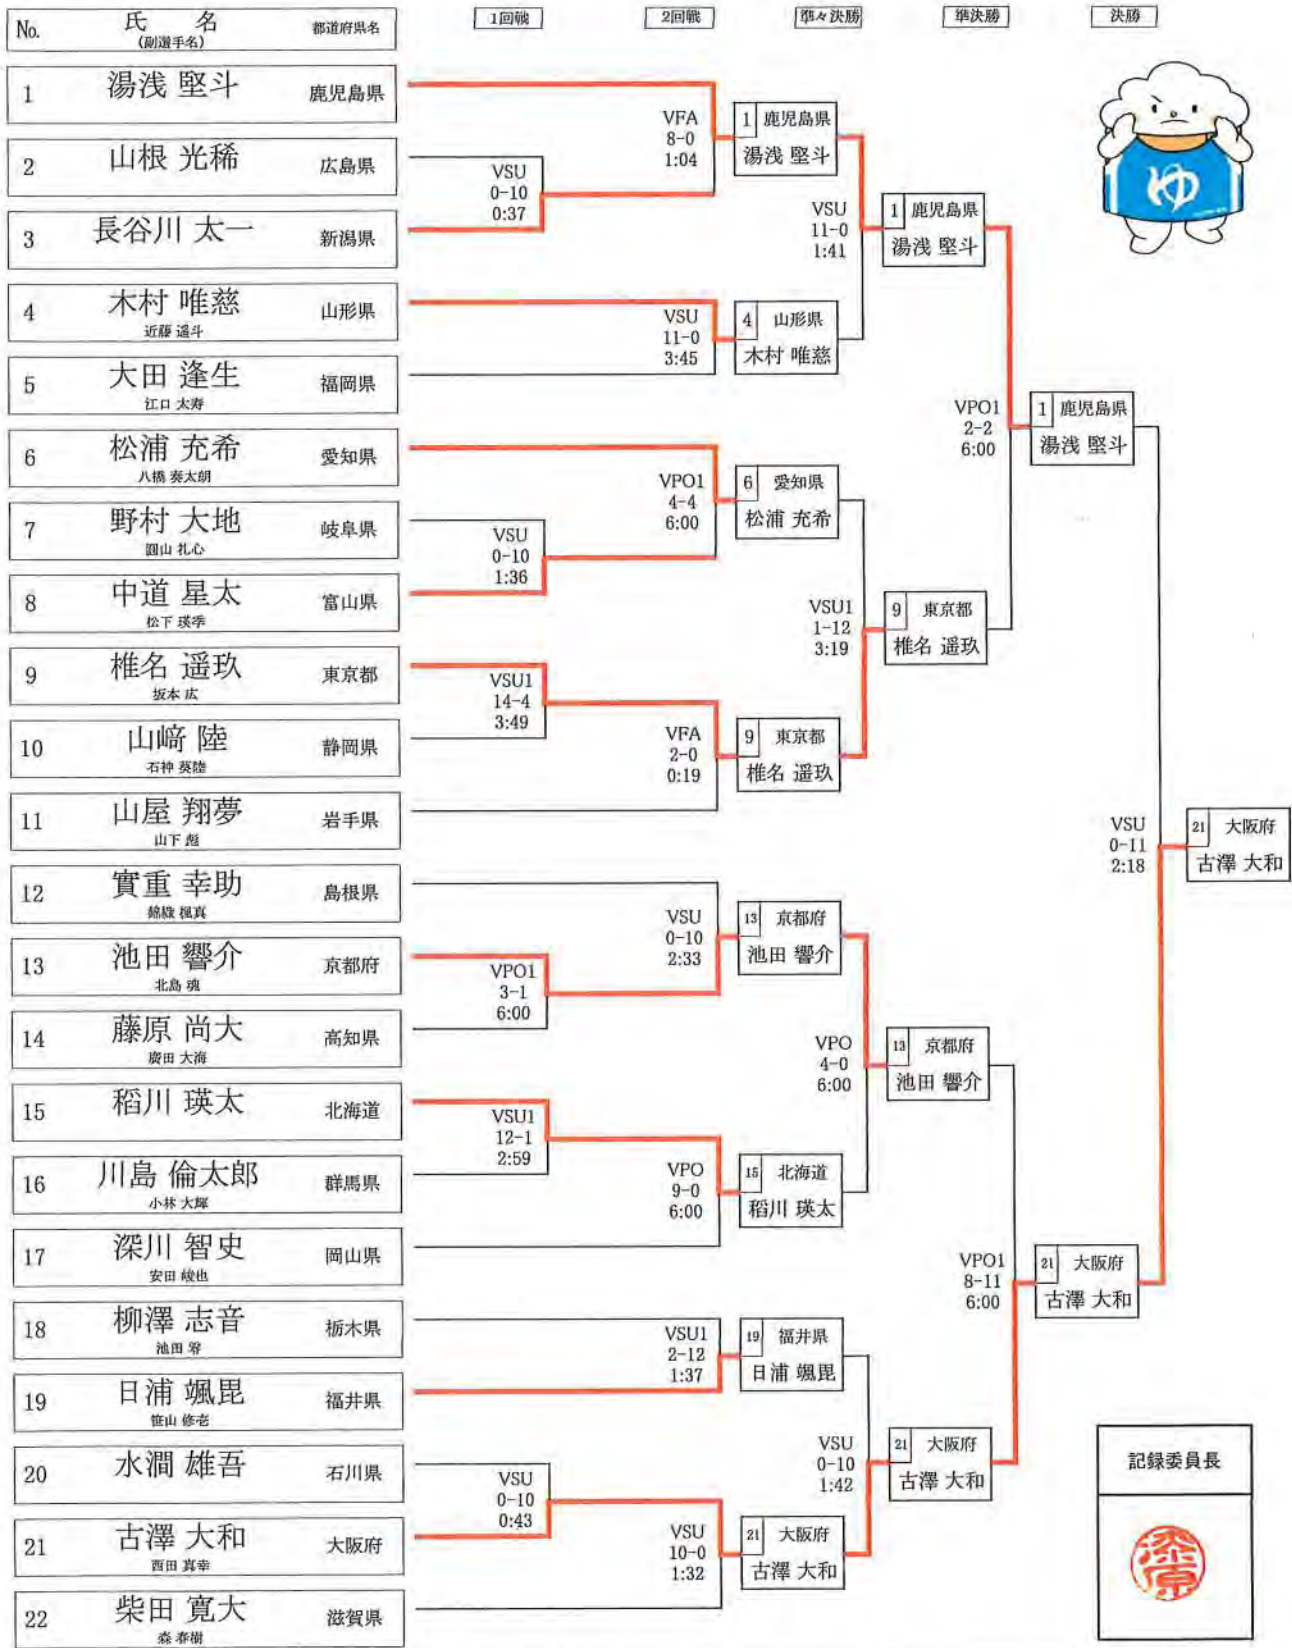 No. 氏 名 都道府県名 1回戦 2回戦 準々決勝 準決勝 決勝
(副選手名)
1 湯浅 堅斗 鹿児島県
2 山根 光稀 広島県
3 長谷川 太一 新潟県
4 木村 唯慈 山形県
近藤 遥斗
5 大田 逢生 福岡県
江口 太寿
6 松浦 充希 愛知県
八橋 奏太朗
7 野村 大地 岐阜県
圓山 礼心
8 中道 星太 富山県
松下 瑛季
9 椎名 遥玖 東京都
坂本 広
10 山﨑 陸 静岡県
石神 葵陸
11 山屋 翔夢 岩手県
山下
12 實重 幸助 島根県
錦織 楓真
13 池田 響介 京都府
北島 魂
14 藤原 尚大 高知県
廣田 大海
15 稻川 瑛太 北海道
16 川島 倫太郎 群馬県
小林 大輝
17 深川 智史 岡山県
安田 峻也
18 柳澤 志音 栃木県
池田
19 日浦 颯毘 福井県
笹山 修壱
20 水澗 雄吾 石川県
21 古澤 大和 大阪府
西田 真幸
22 柴田 寛大 滋賀県
森 春樹
VSU
0-10
0:37
VSU
0-10
1:36
VSU1
14-4
3:49
VPO1
3-1
6:00
VSU1
12-1
2:59
VSU
0-10
0:43
VFA
8-0
1:04
VSU
11-0
3:45
VPO1
4-4
6:00
VFA
2-0
0:19
VSU
0-10
2:33
VPO
9-0
6:00
VSU1
2-12
1:37
VSU
10-0
1:32
1 鹿児島県
湯浅 堅斗
4 山形県
木村 唯慈
6 愛知県
松浦 充希
9 東京都
椎名 遥玖
13 京都府
池田 響介
15 北海道
稻川 瑛太
19 福井県
日浦 颯毘
21 大阪府
古澤 大和
VSU
11-0
1:41
VSU1
1-12
3:19
VPO
4-0
6:00
VSU
0-10
1:42
1 鹿児島県
湯浅 堅斗
9 東京都
椎名 遥玖
13 京都府
池田 響介
21 大阪府
古澤 大和
VPO1
2-2
6:00
VPO1
8-11
6:00
1 鹿児島県
湯浅 堅斗
21 大阪府
古澤 大和
VSU
0-11
2:18
21 大阪府
古澤 大和
ゆ
記録委員長
漆原